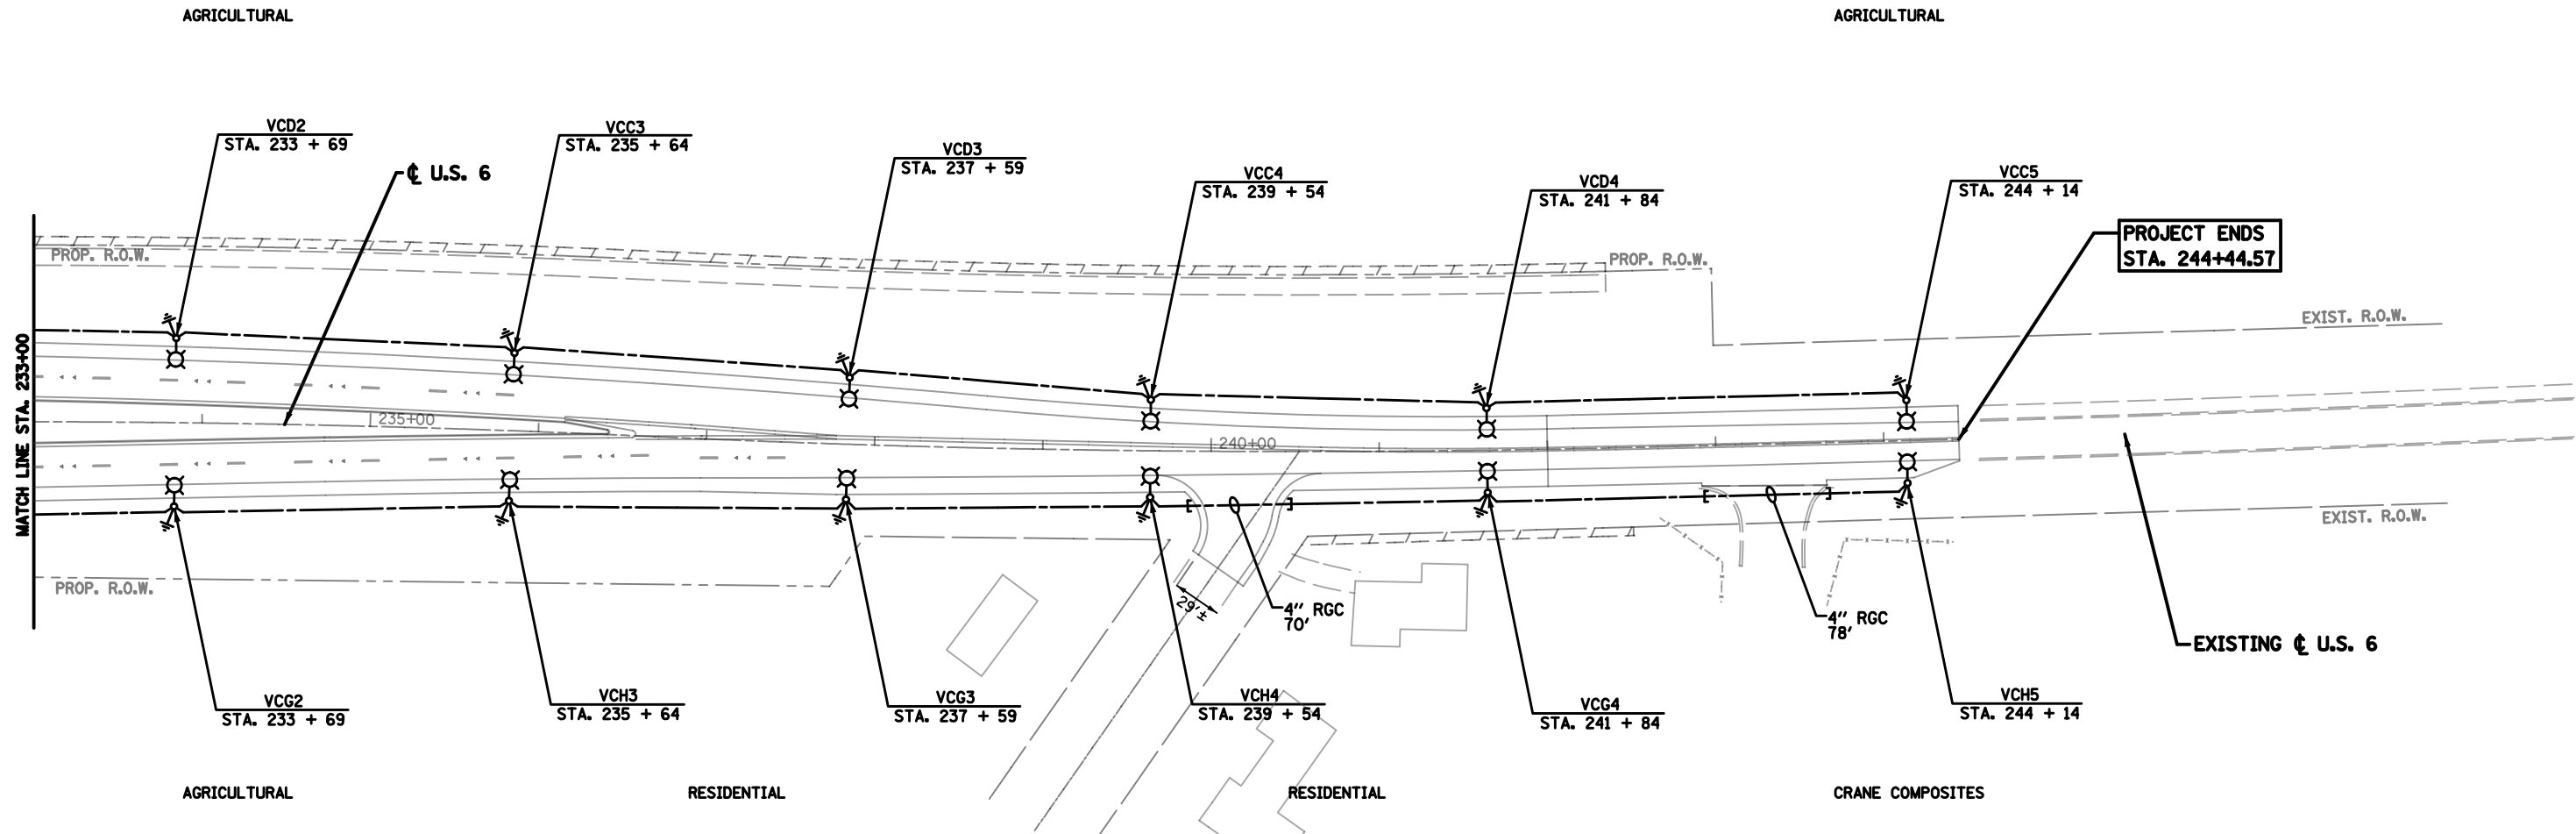 AGRICULTURAL
AGRICULTURAL
VCD2
STA. 233 + 69
VCC3
STA. 235 + 64
VCD3
STA. 237 + 59
VCC4
STA. 239 + 54
VCD4
STA. 241 + 84
VCC5
STA. 244 + 14
℄ U.S. 6
PROJECT ENDS
STA. 244+44.57
PROP. R.O.W.
PROP. R.O.W.
EXIST. R.O.W.
MATCH LINE STA. 233+00
235+00
240+00
EXIST. R.O.W.
PROP. R.O.W.
29'±
4" RGC
70'
4" RGC
78'
EXISTING ℄ U.S. 6
VCG2
STA. 233 + 69
VCH3
STA. 235 + 64
VCG3
STA. 237 + 59
VCH4
STA. 239 + 54
VCG4
STA. 241 + 84
VCH5
STA. 244 + 14
AGRICULTURAL
RESIDENTIAL
RESIDENTIAL
CRANE COMPOSITES